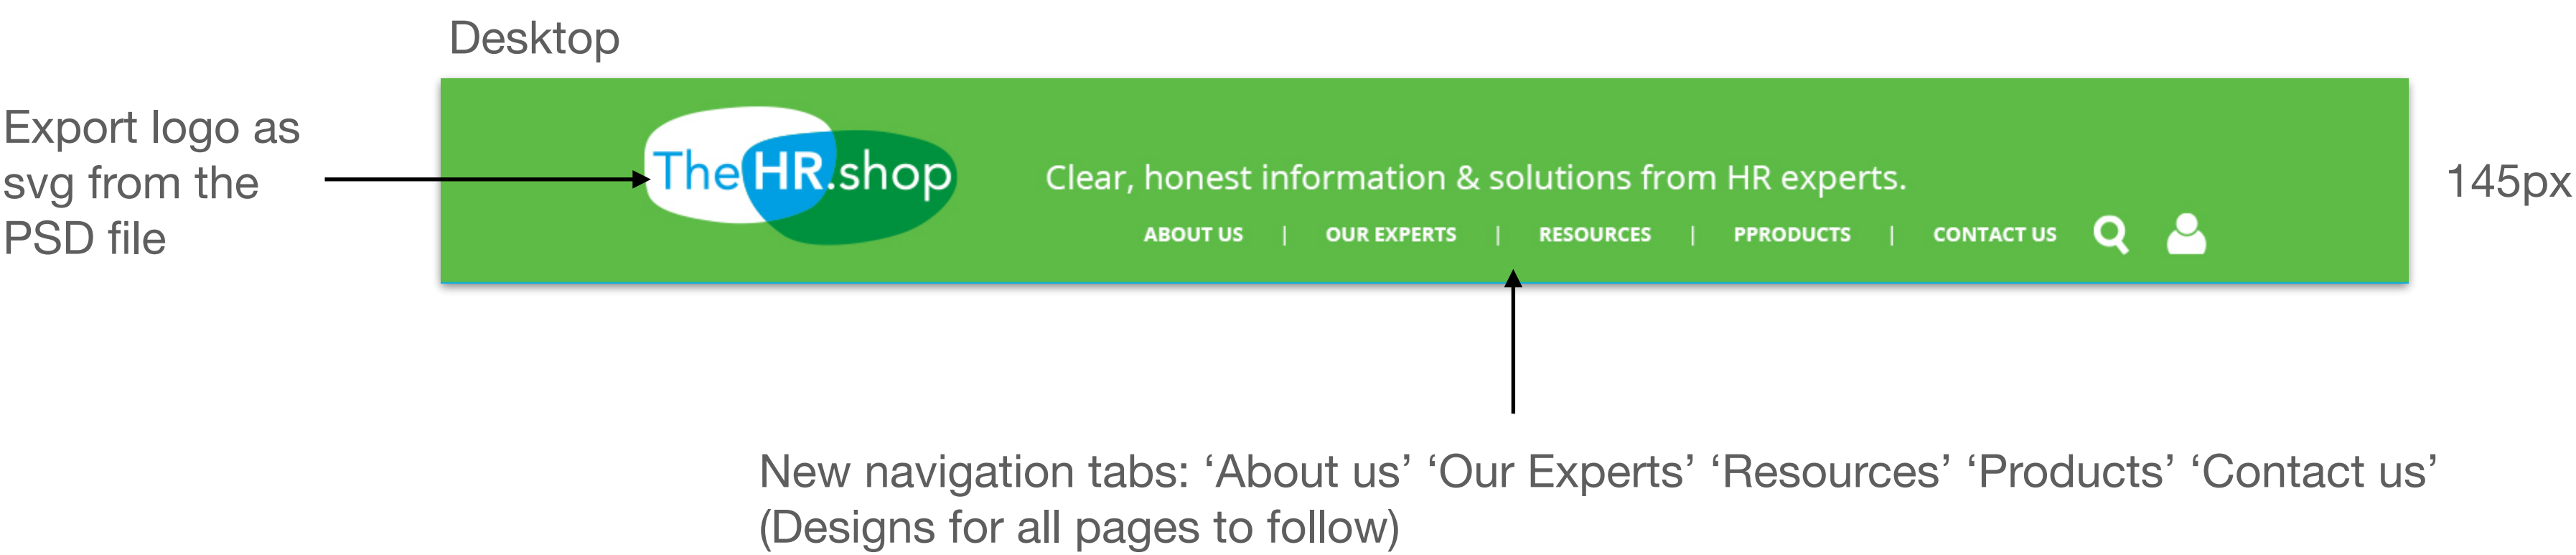 Desktop
Export logo as
svg from the
PSD file
TheHR.shop
Clear, honest information & solutions from HR experts.
ABOUT US | OUR EXPERTS | RESOURCES | PPRODUCTS | CONTACT US
145px
New navigation tabs: ‘About us’ ‘Our Experts’ ‘Resources’ ‘Products’ ‘Contact us’
(Designs for all pages to follow)